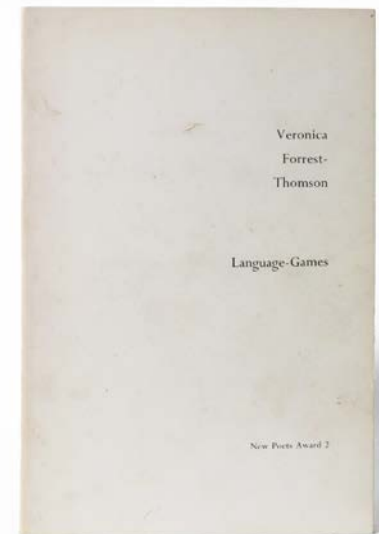 Veronica
Forrest-
Thomson
Language-Games
New Poets Award 2